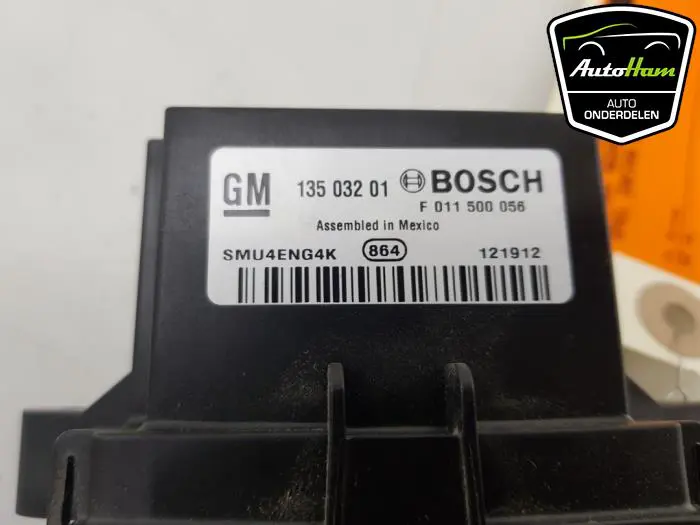 AutoHam
AUTO
ONDERDELEN
GM 135 032 01 BOSCH
F 011 500 056
Assembled in Mexico
SMU4ENG4K 864 121912